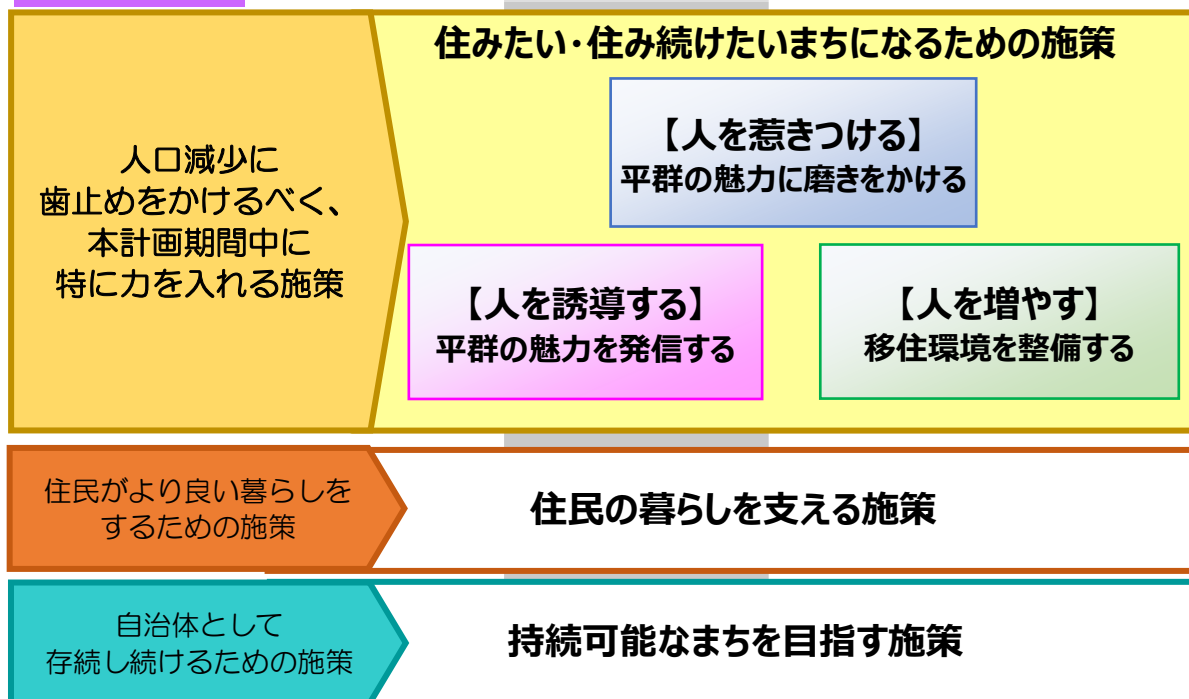 住みたい・住み続けたいまちになるための施策
人口減少に
歯止めをかけるべく、
本計画期間中に
特に力を入れる施策
【人を惹きつける】
平群の魅力に磨きをかける
【人を誘導する】
平群の魅力を発信する
【人を増やす】
移住環境を整備する
住民がより良い暮らしを
するための施策
住民の暮らしを支える施策
自治体として
存続し続けるための施策
持続可能なまちを目指す施策